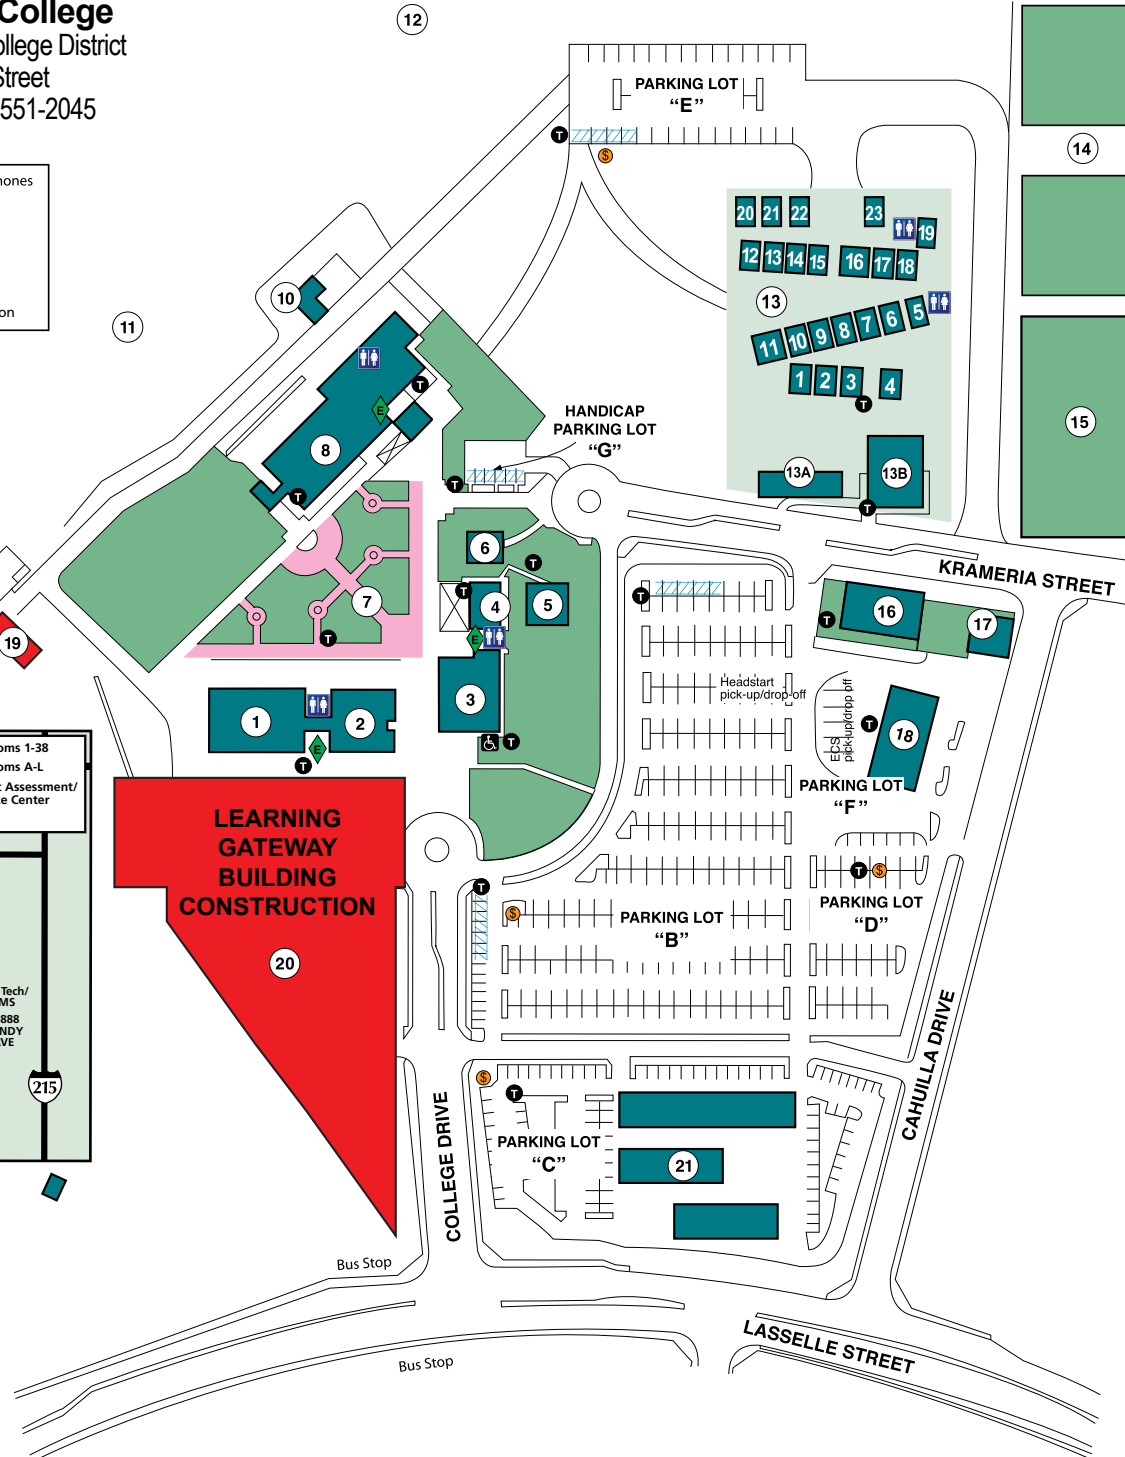 College
ollege District
Street
551-2045
nones
on
12
PARKING LOT
“E”
T
$
14
20 21 22 23
19
12 13 14 15 16 17 18
13
11 10 9 8 7 6 5
1 2 3 4
T
10
11
T
E
8
T
HANDICAP
PARKING LOT
“G”
T
15
13A
13B
T
KRAMERIA STREET
6
T
T
4
5
7
T
E
T
16
T
17
19
Headstart
pick-up/drop-off
3
T
1
2
E
T
ECS
pick-up/drop off
T
18
PARKING LOT
“F”
oms 1-38
oms A-L
t Assessment/
ce Center
LEARNING
GATEWAY
BUILDING
CONSTRUCTION
20
T
$
PARKING LOT
“B”
T
$
PARKING LOT
“D”
Tech/
MS
888
NDY
VE
215
$
T
COLLEGE DRIVE
PARKING LOT
“C”
21
CAHUILLA DRIVE
Bus Stop
Bus Stop
LASSELLE STREET